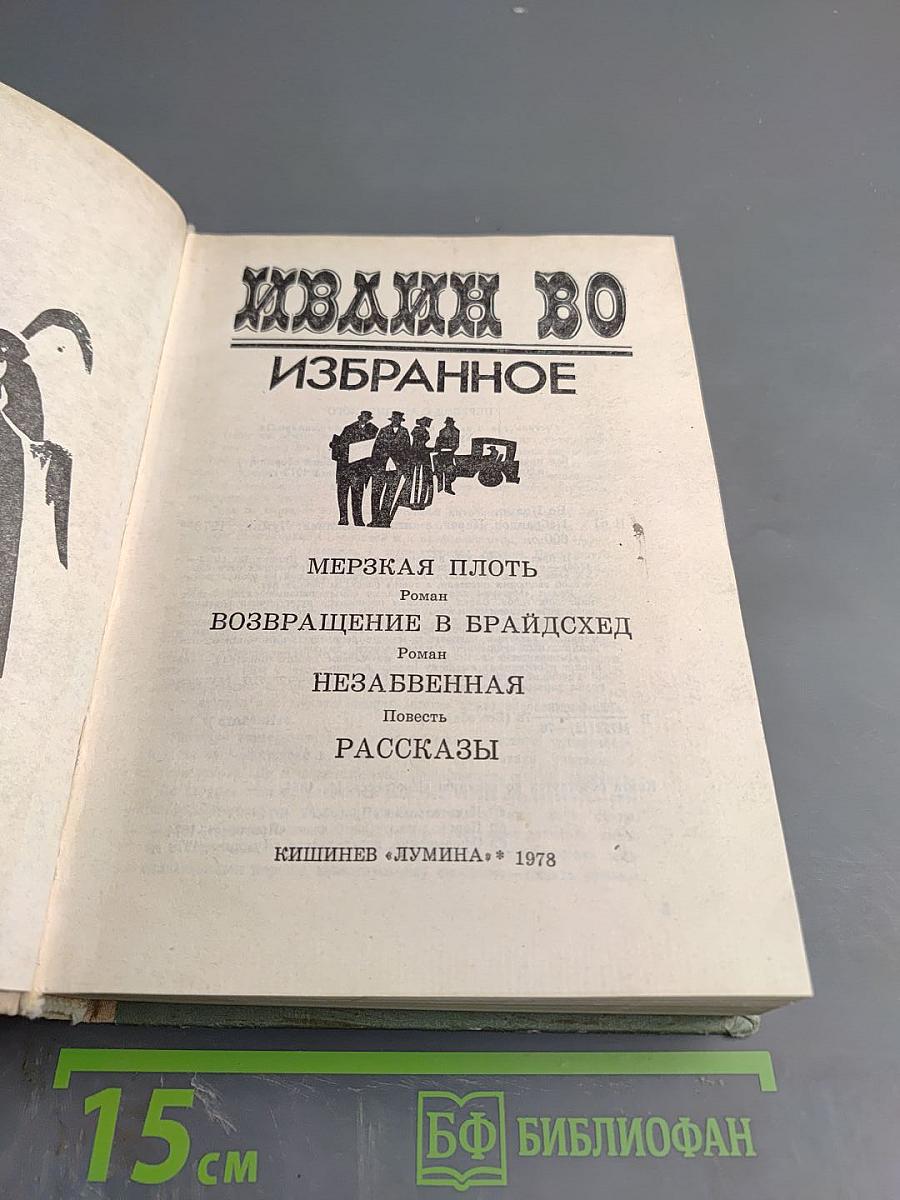 ИВЛИН ВО
ИЗБРАННОЕ
МЕРЗКАЯ ПЛОТЬ
Роман
ВОЗВРАЩЕНИЕ В БРАЙДСХЕД
Роман
НЕЗАБВЕННАЯ
Повесть
РАССКАЗЫ
КИШИНЕВ «ЛУМИНА» * 1978
15 см
БФ БИБЛИОФАН